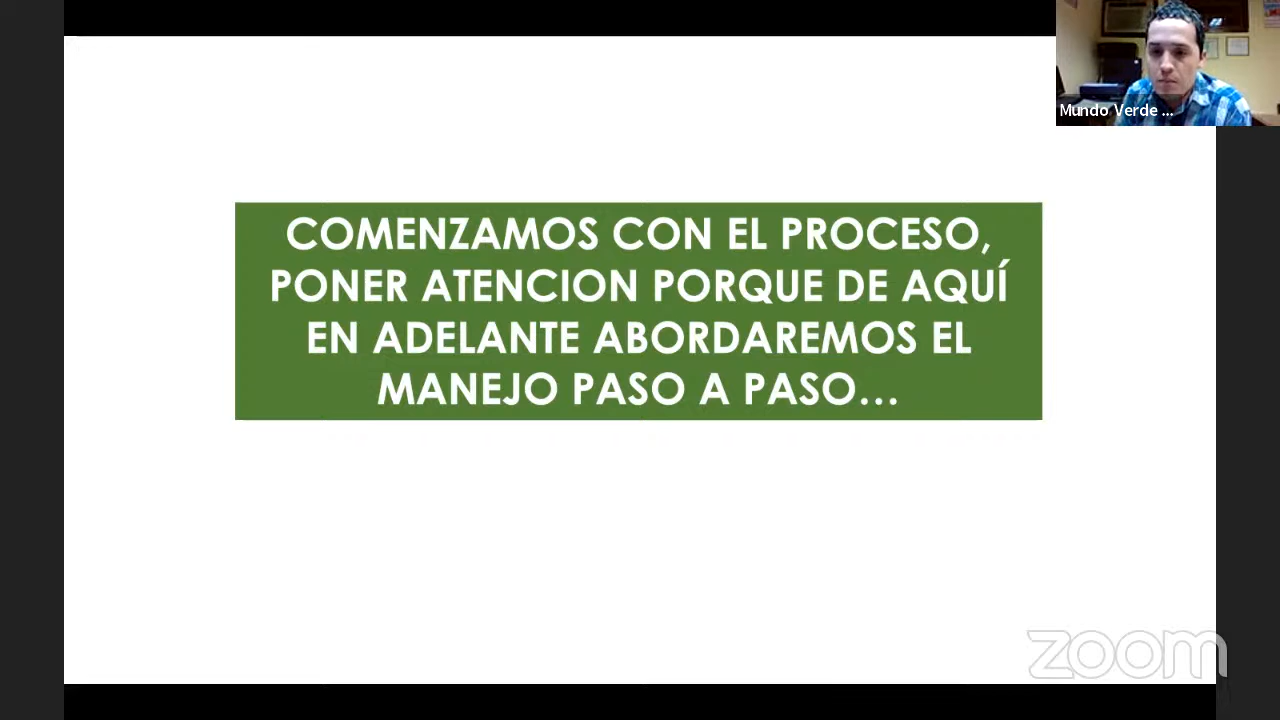 Mundo Verde ...
COMENZAMOS CON EL PROCESO,
PONER ATENCION PORQUE DE AQUÍ
EN ADELANTE ABORDAREMOS EL
MANEJO PASO A PASO...
zoom